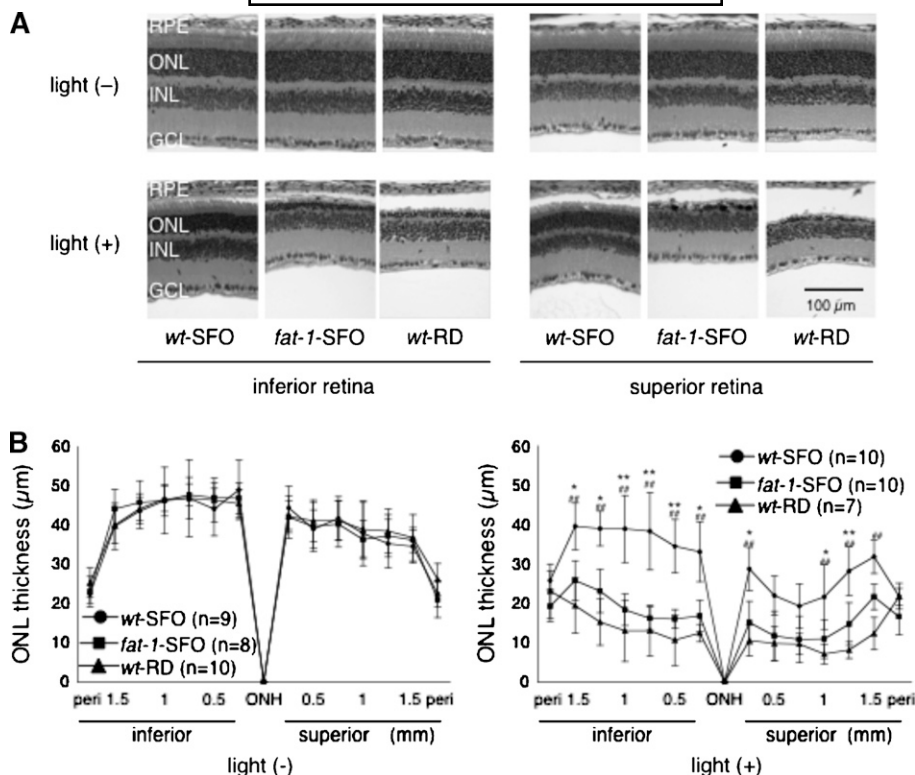 A
light (–)
RPE
ONL
INL
GCL
light (+)
RPE
ONL
INL
GCL
100 µm
wt-SFO fat-1-SFO wt-RD wt-SFO fat-1-SFO wt-RD
inferior retina superior retina
B
ONL thickness (µm)
60
50
40
30
20
10
0
wt-SFO (n=9)
fat-1-SFO (n=8)
wt-RD (n=10)
peri 1.5 1 0.5 ONH 0.5 1 1.5 peri
inferior superior (mm)
light (-)
ONL thickness (µm)
60
50
40
30
20
10
0
wt-SFO (n=10)
fat-1-SFO (n=10)
wt-RD (n=7)
* * ** ** ** * * * **
## ## ## ## ## ## ## ## ##
peri 1.5 1 0.5 ONH 0.5 1 1.5 peri
inferior superior (mm)
light (+)